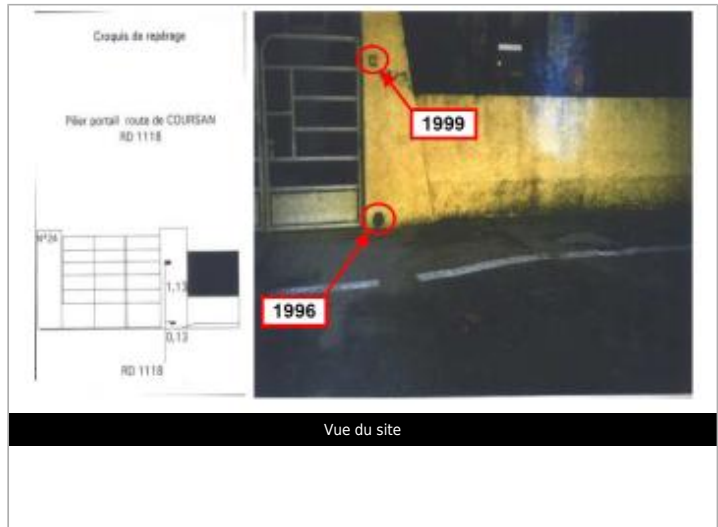 Croquis de repérage
Pilier portail route de COURSAN
RD 1118
N°24
1,13
0,13
RD 1118
1999
1996
Vue du site